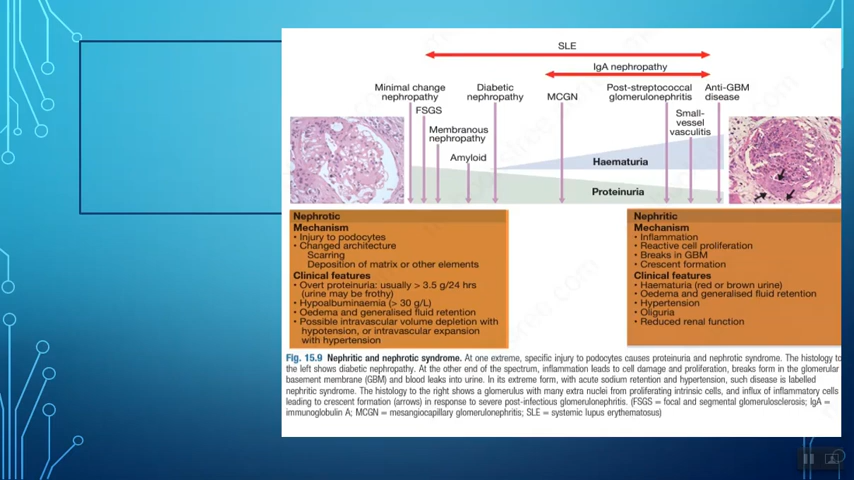 SLE
IgA nephropathy
Minimal change
nephropathy
Diabetic
nephropathy
MCGN
Post-streptococcal
glomerulonephritis
Anti-GBM
disease
FSGS
Membranous
nephropathy
Small-
vessel
vasculitis
Amyloid
Haematuria
Proteinuria
Nephrotic
Mechanism
• Injury to podocytes
• Changed architecture
Scarring
Deposition of matrix or other elements
Clinical features
• Overt proteinuria: usually > 3.5 g/24 hrs
(urine may be frothy)
• Hypoalbuminaemia (> 30 g/L)
• Oedema and generalised fluid retention
• Possible intravascular volume depletion with
hypotension, or intravascular expansion
with hypertension
Nephritic
Mechanism
• Inflammation
• Reactive cell proliferation
• Breaks in GBM
• Crescent formation
Clinical features
• Haematuria (red or brown urine)
• Oedema and generalised fluid retention
• Hypertension
• Oliguria
• Reduced renal function
Fig. 15.9 Nephritic and nephrotic syndrome. At one extreme, specific injury to podocytes causes proteinuria and nephrotic syndrome. The histology to
the left shows diabetic nephropathy. At the other end of the spectrum, inflammation leads to cell damage and proliferation, breaks form in the glomerular
basement membrane (GBM) and blood leaks into urine. In its extreme form, with acute sodium retention and hypertension, such disease is labelled
nephritic syndrome. The histology to the right shows a glomerulus with many extra nuclei from proliferating intrinsic cells, and influx of inflammatory cells
leading to crescent formation (arrows) in response to severe post-infectious glomerulonephritis. (FSGS = focal and segmental glomerulosclerosis; IgA =
immunoglobulin A; MCGN = mesangiocapillary glomerulonephritis; SLE = systemic lupus erythematosus)